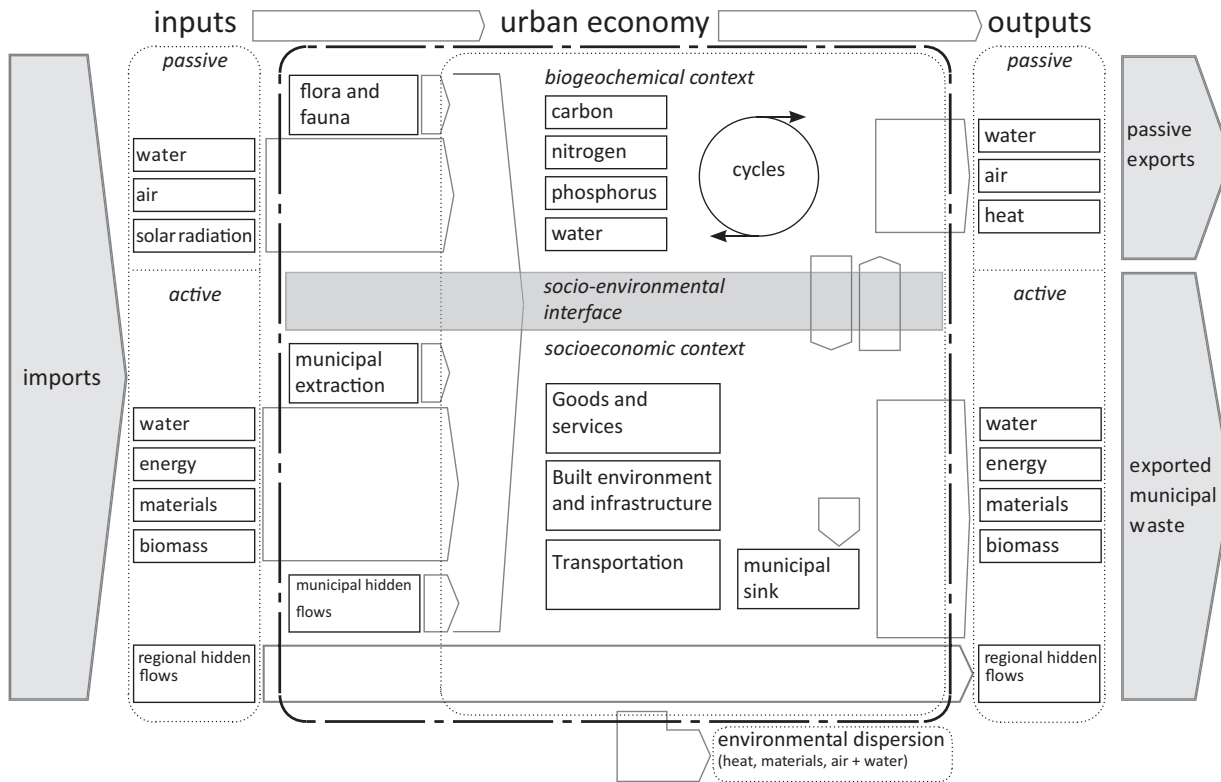 inputs
urban economy
outputs
imports
passive
water
air
solar radiation
active
water
energy
materials
biomass
regional hidden
flows
flora and
fauna
municipal
extraction
municipal hidden
flows
biogeochemical context
carbon
nitrogen
phosphorus
water
cycles
socio-environmental
interface
socioeconomic context
Goods and
services
Built environment
and infrastructure
Transportation
municipal
sink
passive
water
air
heat
active
water
energy
materials
biomass
regional hidden
flows
passive
exports
exported
municipal
waste
environmental dispersion
(heat, materials, air + water)